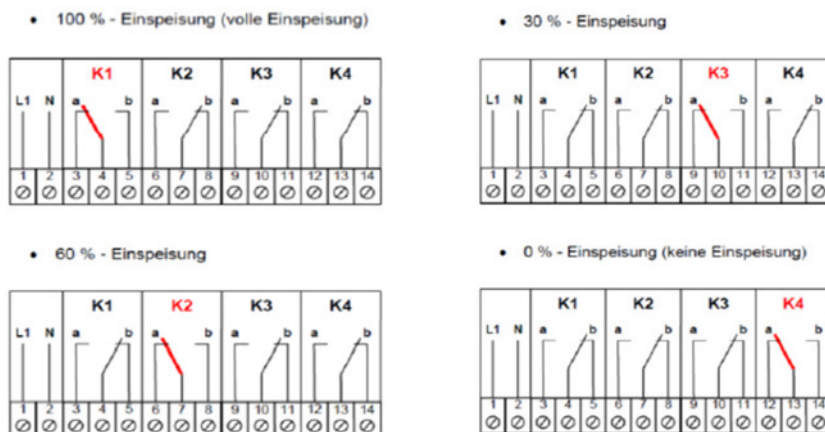 • 100 % - Einspeisung (volle Einspeisung)
K1 K2 K3 K4
L1 N a b a b a b a b
1 2 3 4 5 6 7 8 9 10 11 12 13 14
• 30 % - Einspeisung
K1 K2 K3 K4
L1 N a b a b a b a b
1 2 3 4 5 6 7 8 9 10 11 12 13 14
• 60 % - Einspeisung
K1 K2 K3 K4
L1 N a b a b a b a b
1 2 3 4 5 6 7 8 9 10 11 12 13 14
• 0 % - Einspeisung (keine Einspeisung)
K1 K2 K3 K4
L1 N a b a b a b a b
1 2 3 4 5 6 7 8 9 10 11 12 13 14